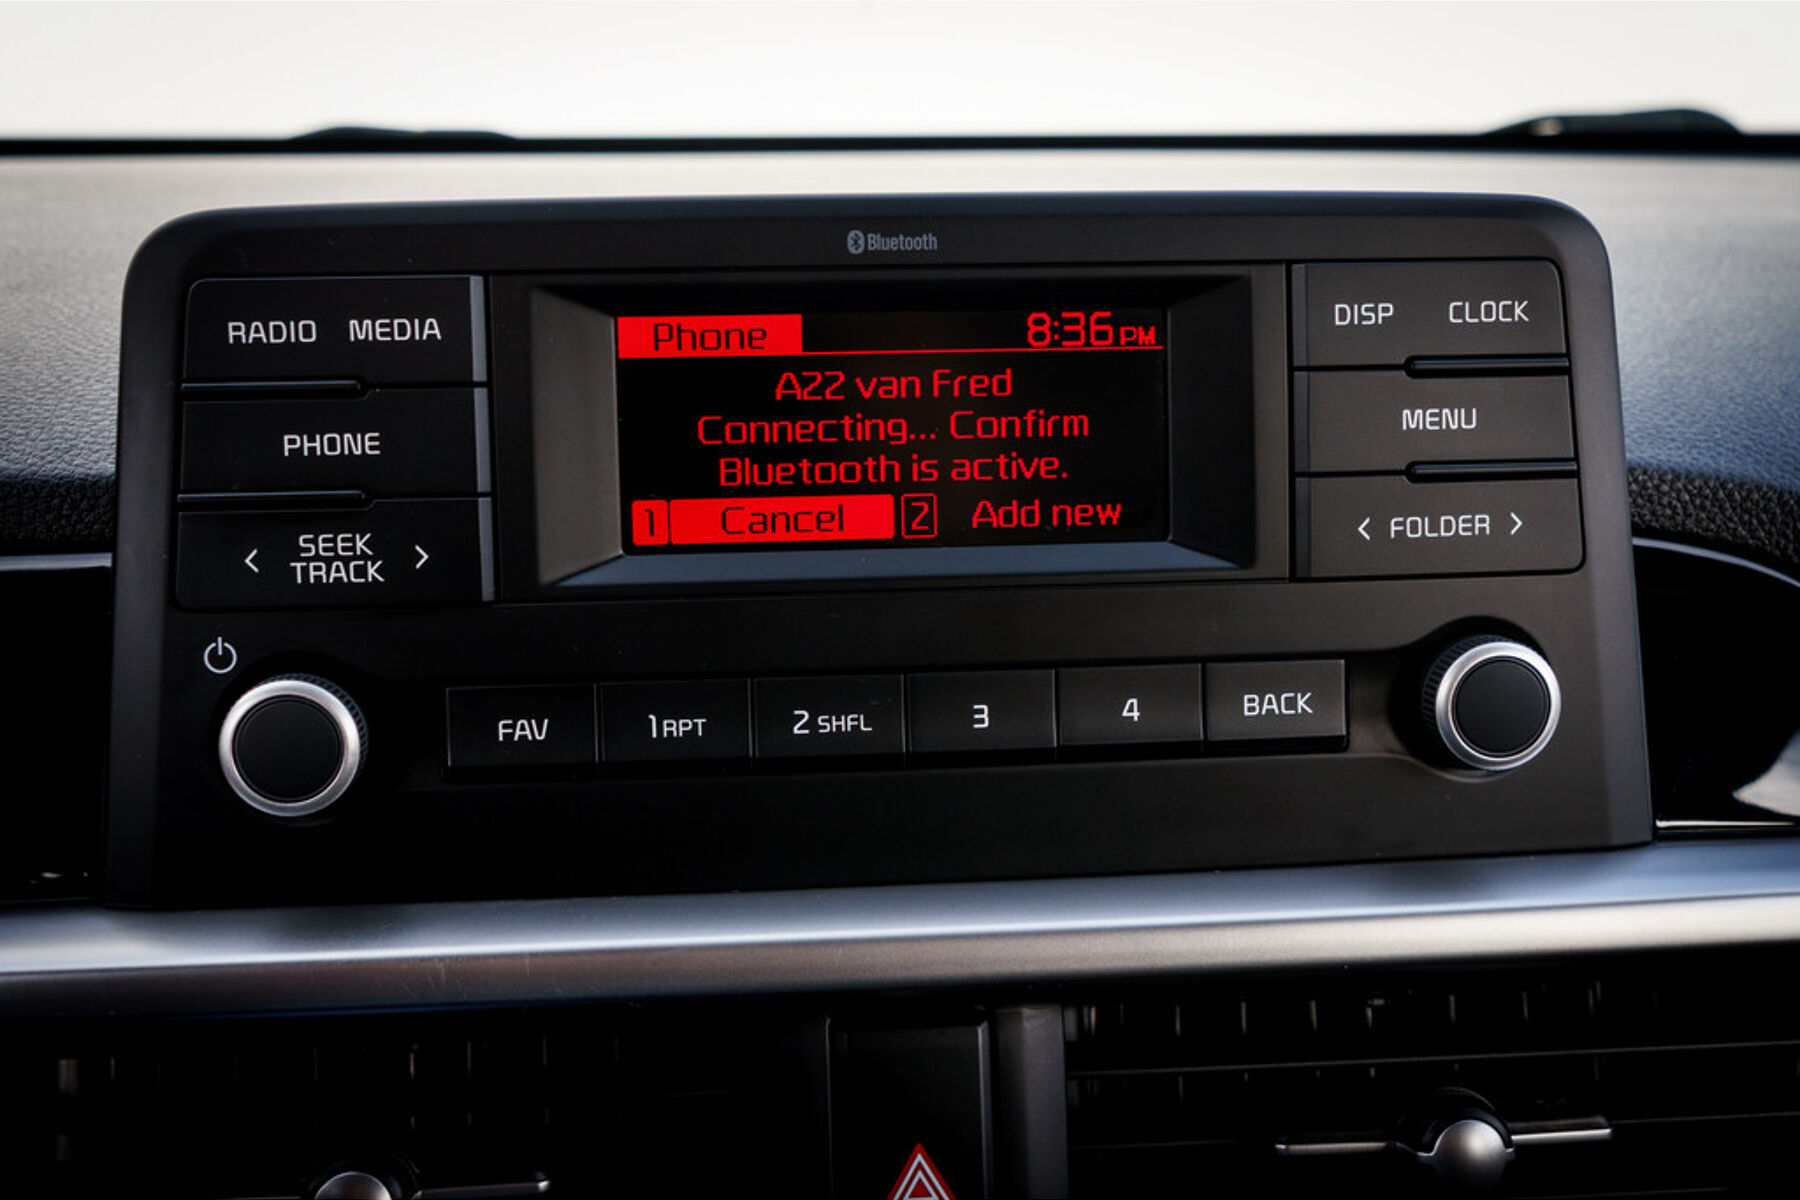 Bluetooth
RADIO MEDIA
PHONE
< SEEK TRACK >
Phone 8:36 PM
A22 van Fred
Connecting... Confirm
Bluetooth is active.
1 Cancel 2 Add new
DISP CLOCK
MENU
< FOLDER >
FAV 1 RPT 2 SHFL 3 4 BACK